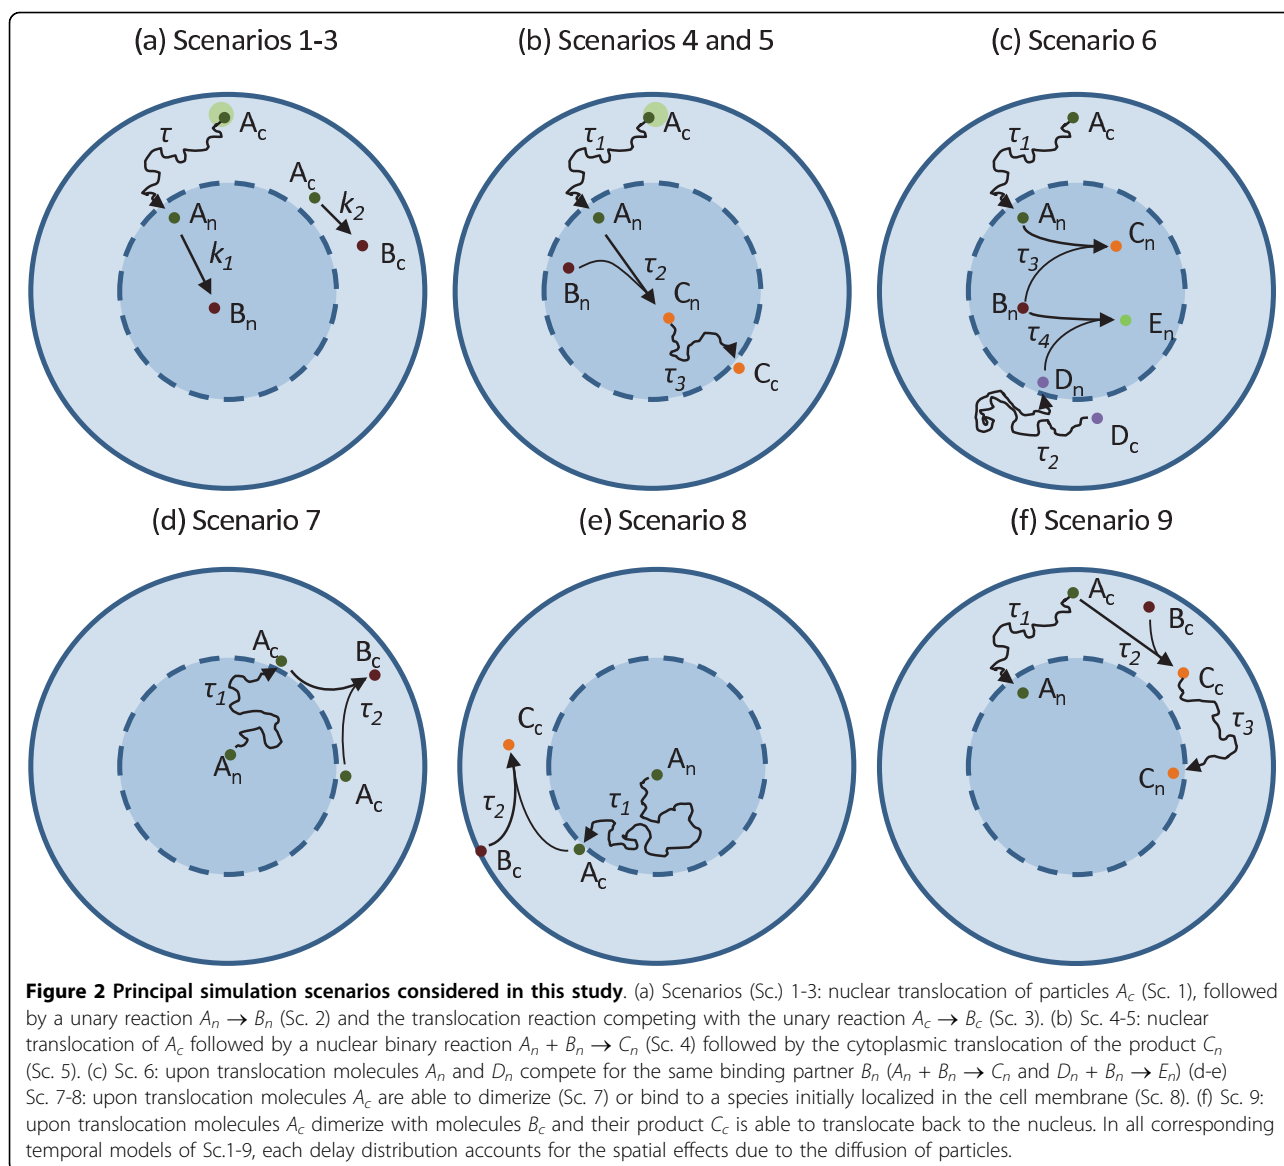 (a) Scenarios 1-3
(b) Scenarios 4 and 5
(c) Scenario 6
τ
A_c
A_c
k_2
B_c
A_n
k_1
B_n
τ_1
A_c
A_n
τ_2
B_n
C_n
τ_3
C_c
τ_1
A_c
A_n
C_n
τ_3
B_n
τ_4
E_n
D_n
D_c
τ_2
(d) Scenario 7
(e) Scenario 8
(f) Scenario 9
A_c
B_c
τ_1
τ_2
A_n
A_c
C_c
A_n
τ_2
τ_1
B_c
A_c
A_c
τ_1
B_c
τ_2
A_n
C_c
τ_3
C_n
Figure 2 Principal simulation scenarios considered in this study. (a) Scenarios (Sc.) 1-3: nuclear translocation of particles A_c (Sc. 1), followed
by a unary reaction A_n → B_n (Sc. 2) and the translocation reaction competing with the unary reaction A_c → B_c (Sc. 3). (b) Sc. 4-5: nuclear
translocation of A_c followed by a nuclear binary reaction A_n + B_n → C_n (Sc. 4) followed by the cytoplasmic translocation of the product C_n
(Sc. 5). (c) Sc. 6: upon translocation molecules A_n and D_n compete for the same binding partner B_n (A_n + B_n → C_n and D_n + B_n → E_n) (d-e)
Sc. 7-8: upon translocation molecules A_c are able to dimerize (Sc. 7) or bind to a species initially localized in the cell membrane (Sc. 8). (f) Sc. 9:
upon translocation molecules A_c dimerize with molecules B_c and their product C_c is able to translocate back to the nucleus. In all corresponding
temporal models of Sc.1-9, each delay distribution accounts for the spatial effects due to the diffusion of particles.